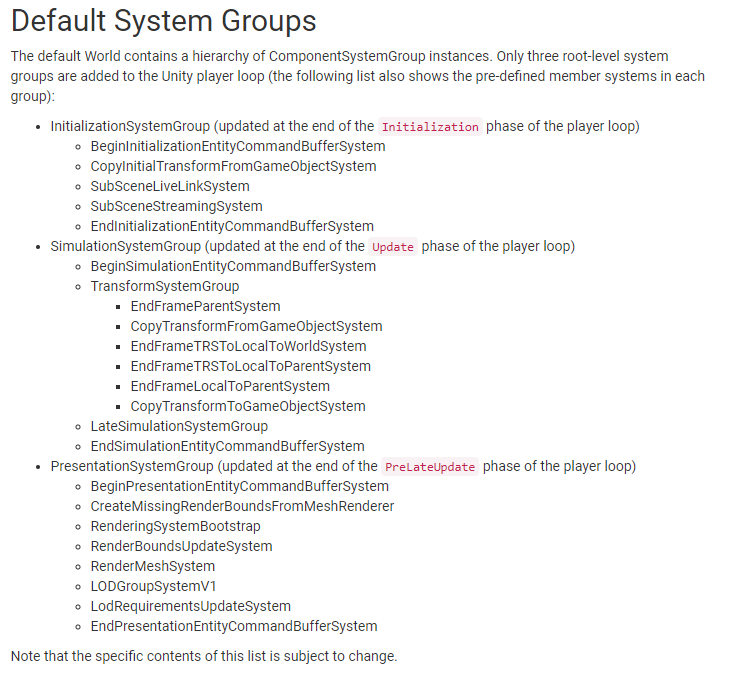 Default System Groups
The default World contains a hierarchy of ComponentSystemGroup instances. Only three root-level system
groups are added to the Unity player loop (the following list also shows the pre-defined member systems in each
group):
InitializationSystemGroup (updated at the end of the Initialization phase of the player loop)
BeginInitializationEntityCommandBufferSystem
CopyInitialTransformFromGameObjectSystem
SubSceneLiveLinkSystem
SubSceneStreamingSystem
EndInitializationEntityCommandBufferSystem
SimulationSystemGroup (updated at the end of the Update phase of the player loop)
BeginSimulationEntityCommandBufferSystem
TransformSystemGroup
EndFrameParentSystem
CopyTransformFromGameObjectSystem
EndFrameTRSToLocalToWorldSystem
EndFrameTRSToLocalToParentSystem
EndFrameLocalToParentSystem
CopyTransformToGameObjectSystem
LateSimulationSystemGroup
EndSimulationEntityCommandBufferSystem
PresentationSystemGroup (updated at the end of the PreLateUpdate phase of the player loop)
BeginPresentationEntityCommandBufferSystem
CreateMissingRenderBoundsFromMeshRenderer
RenderingSystemBootstrap
RenderBoundsUpdateSystem
RenderMeshSystem
LODGroupSystemV1
LodRequirementsUpdateSystem
EndPresentationEntityCommandBufferSystem
Note that the specific contents of this list is subject to change.